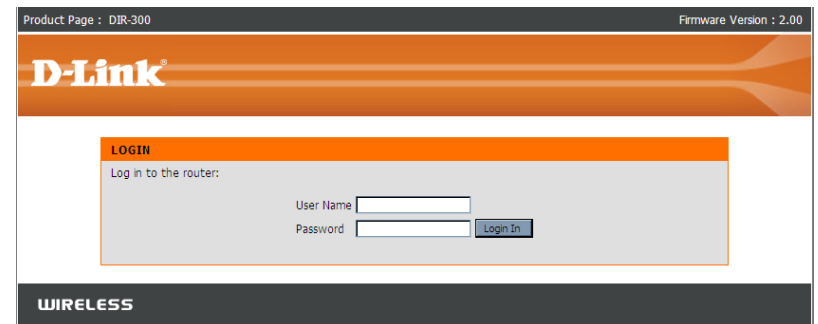 Product Page : DIR-300 Firmware Version : 2.00
D-Link®
LOGIN
Log in to the router:
User Name
Password Login In
WIRELESS